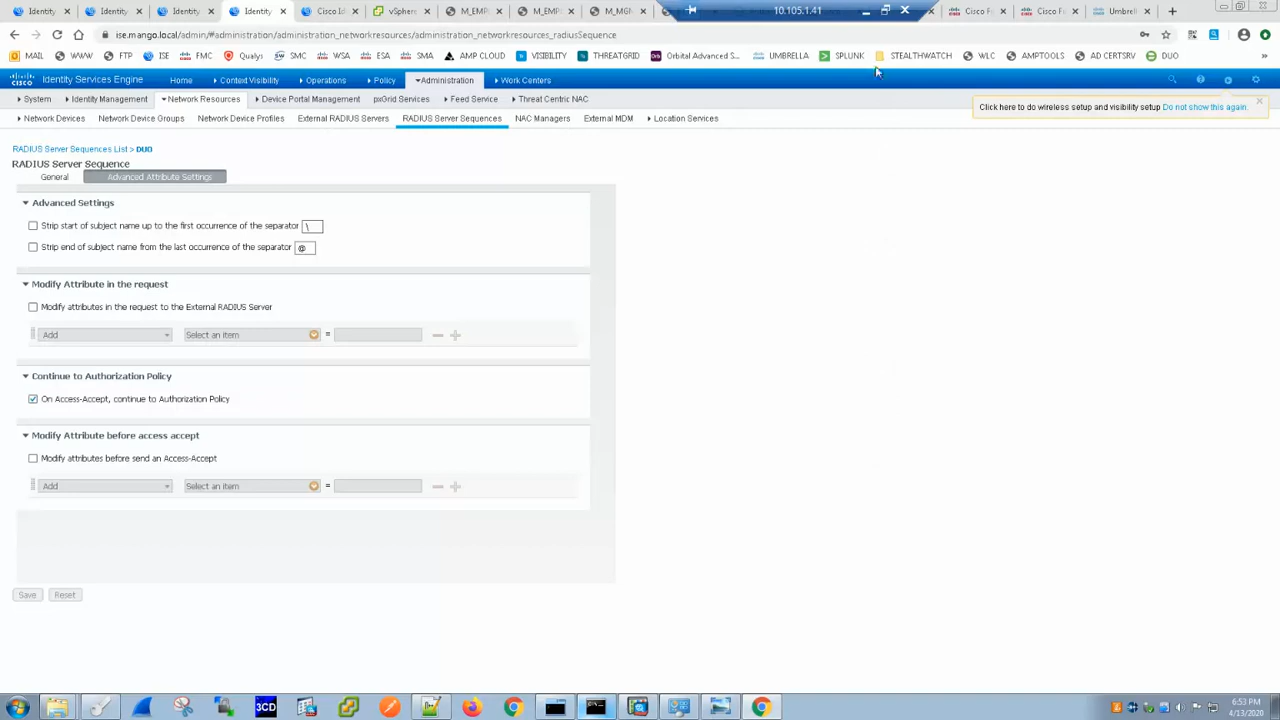 Identity
Identity
Identity
Identity
Cisco Id
vSpher
M_EMP
M_EMP
M_MGN
10.105.1.41
Cisco F
Cisco F
Umbrell
ise.mango.local/admin/#administration/administration_networkresources/administration_networkresources_radiusSequence
MAIL
WWW
FTP
ISE
FMC
Qualys
SMC
WSA
ESA
SMA
AMP CLOUD
VISIBILITY
THREATGRID
Orbital Advanced S...
UMBRELLA
SPLUNK
STEALTHWATCH
WLC
AMPTOOLS
AD CERTSRV
DUO
Identity Services Engine
Home
Context Visibility
Operations
Policy
Administration
Work Centers
System
Identity Management
Network Resources
Device Portal Management
pxGrid Services
Feed Service
Threat Centric NAC
Click here to do wireless setup and visibility setup Do not show this again.
Network Devices
Network Device Groups
Network Device Profiles
External RADIUS Servers
RADIUS Server Sequences
NAC Managers
External MDM
Location Services
RADIUS Server Sequences List > DUO
RADIUS Server Sequence
General
Advanced Attribute Settings
Advanced Settings
Strip start of subject name up to the first occurrence of the separator \
Strip end of subject name from the last occurrence of the separator @
Modify Attribute in the request
Modify attributes in the request to the External RADIUS Server
Add
Select an item
=
Continue to Authorization Policy
On Access-Accept, continue to Authorization Policy
Modify Attribute before access accept
Modify attributes before send an Access-Accept
Add
Select an item
=
Save
Reset
3CD
6:53 PM
4/13/2020